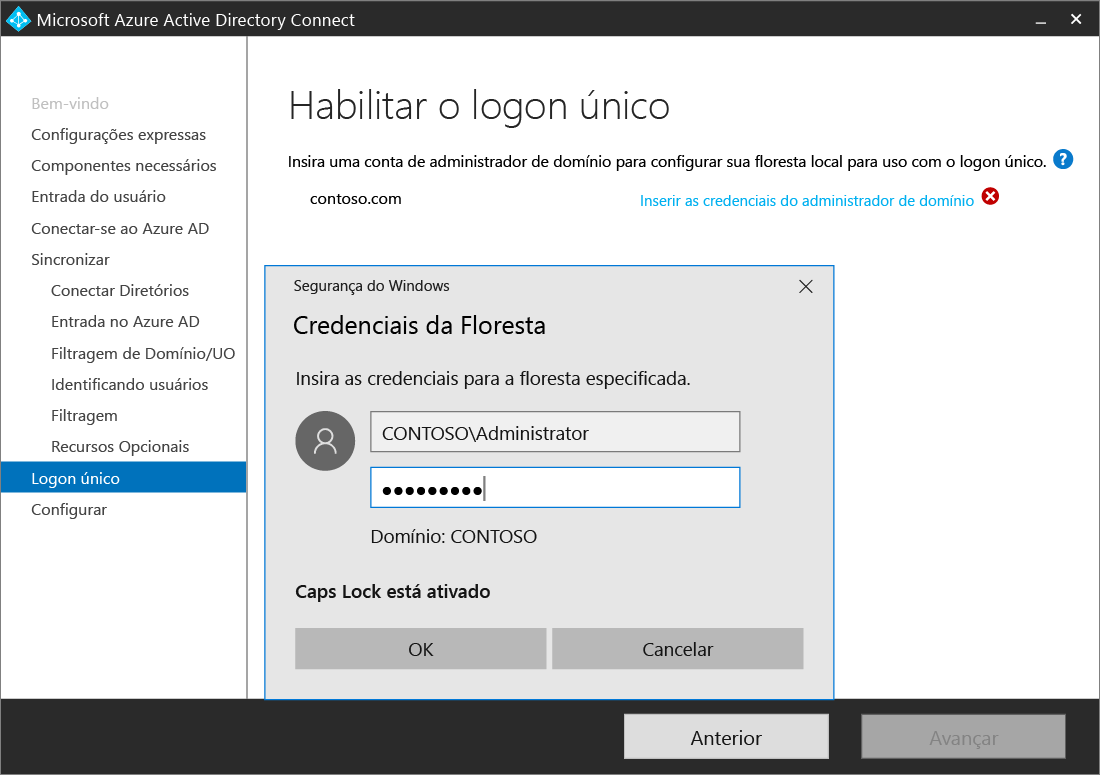 Microsoft Azure Active Directory Connect
Bem-vindo
Configurações expressas
Componentes necessários
Entrada do usuário
Conectar-se ao Azure AD
Sincronizar
Conectar Diretórios
Entrada no Azure AD
Filtragem de Domínio/UO
Identificando usuários
Filtragem
Recursos Opcionais
Logon único
Configurar
Habilitar o logon único
Insira uma conta de administrador de domínio para configurar sua floresta local para uso com o logon único. ?
contoso.com Inserir as credenciais do administrador de domínio
Segurança do Windows
Credenciais da Floresta
Insira as credenciais para a floresta especificada.
CONTOSO\Administrator
●●●●●●●●●
Domínio: CONTOSO
Caps Lock está ativado
OK Cancelar
Anterior Avançar